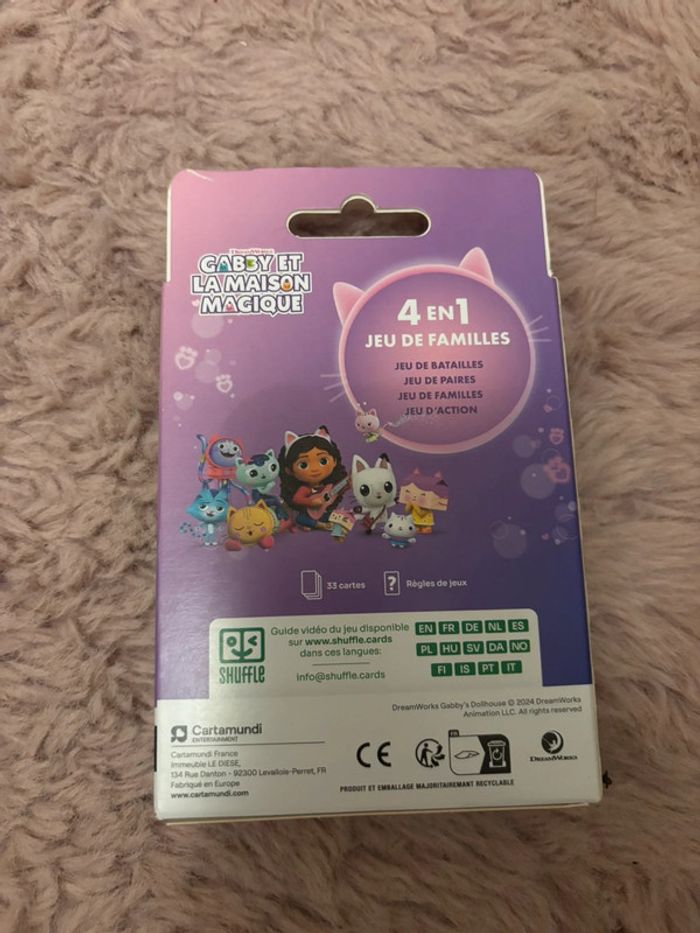 DREAMWORKS
GABBY ET
LA MAISON
MAGIQUE
4 EN 1
JEU DE FAMILLES
JEU DE BATAILLES
JEU DE PAIRES
JEU DE FAMILLES
JEU D'ACTION
33 cartes
? Règles de jeux
SHUFFLE
Guide vidéo du jeu disponible
sur www.shuffle.cards
dans ces langues:
info@shuffle.cards
EN FR DE NL ES
PL HU SV DA NO
FI IS PT IT
DreamWorks Gabby's Dollhouse © 2024 DreamWorks
Animation LLC. All rights reserved
Cartamundi
ENTERTAINMENT
Cartamundi France
Immeuble LE DIESE,
134 Rue Danton - 92300 Levallois-Perret, FR
Fabriqué en Europe
www.cartamundi.com
CE
FR
DREAMWORKS
PRODUIT ET EMBALLAGE MAJORITAIREMENT RECYCLABLE